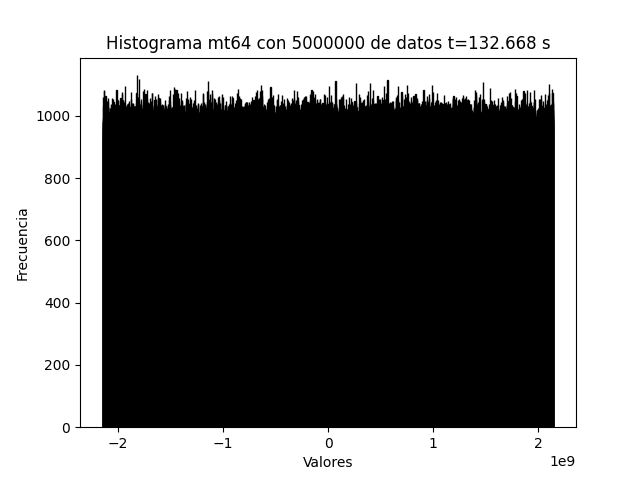 Histograma mt64 con 5000000 de datos t=132.668 s
1000
800
600
400
200
0
Frecuencia
−2
−1
0
1
2
1e9
Valores